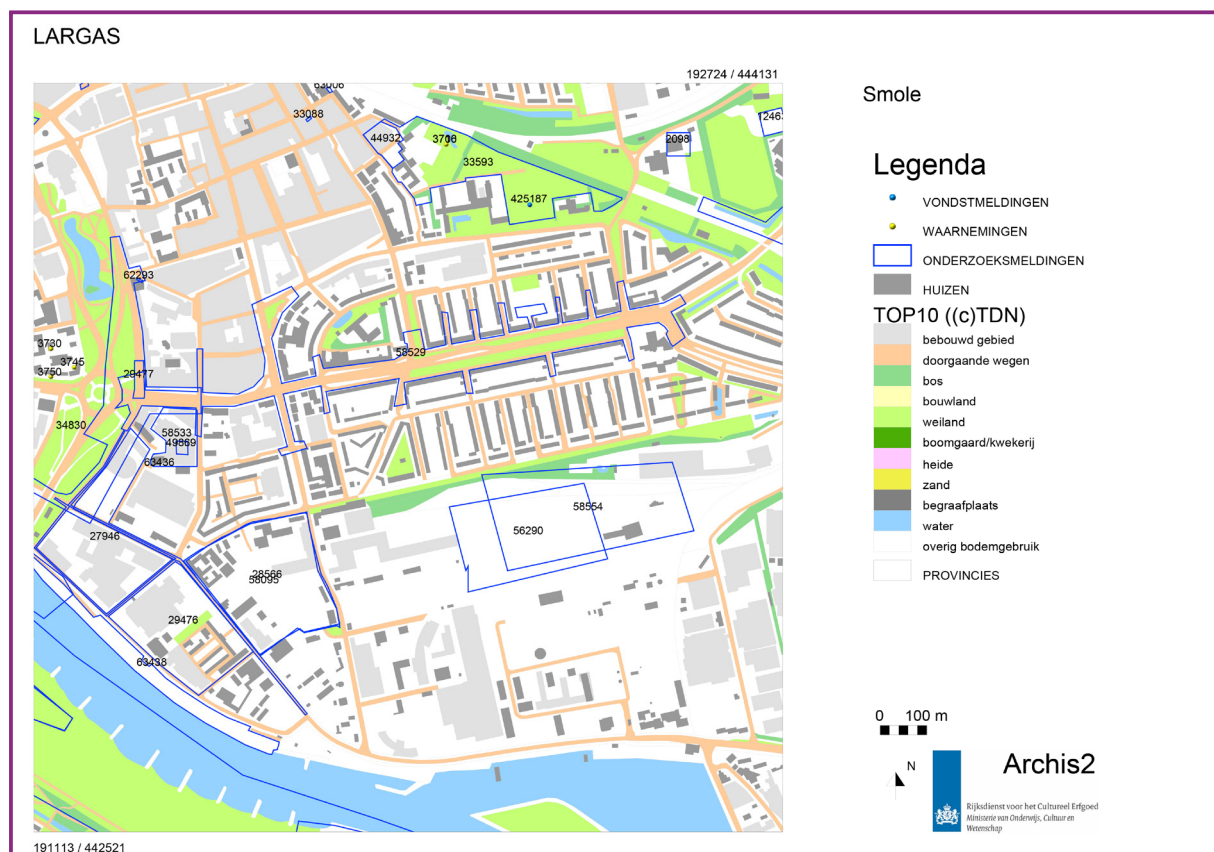 LARGAS
192724 / 444131
Smole
63006
33088
44932
3706
33593
2098
1246
425187
62293
3730
3745
3750
29477
58529
34830
58533
49869
63436
58554
56290
27946
28566
58095
29476
63438
191113 / 442521
Legenda
VONDSTMELDINGEN
WAARNEMINGEN
ONDERZOEKSMELDINGEN
HUIZEN
TOP10 ((c)TDN)
bebouwd gebied
doorgaande wegen
bos
bouwland
weiland
boomgaard/kwekerij
heide
zand
begraafplaats
water
overig bodemgebruik
PROVINCIES
0 100 m
N
Archis2
Rijksdienst voor het Cultureel Erfgoed
Ministerie van Onderwijs, Cultuur en
Wetenschap